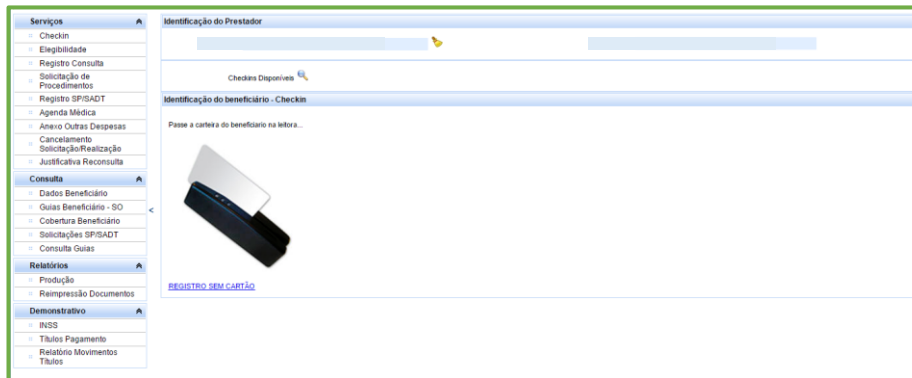 Serviços
Checkin
Elegibilidade
Registro Consulta
Solicitação de
Procedimentos
Registro SP/SADT
Agenda Médica
Anexo Outras Despesas
Cancelamento
Solicitação/Realização
Justificativa Reconsulta
Consulta
Dados Beneficiário
Guias Beneficiário - SO
Cobertura Beneficiário
Solicitações SP/SADT
Consulta Guias
Relatórios
Produção
Reimpressão Documentos
Demonstrativo
INSS
Títulos Pagamento
Relatório Movimentos
Títulos
<
Identificação do Prestador
Checkins Disponíveis
Identificação do beneficiário - Checkin
Passe a carteira do beneficiario na leitora...
REGISTRO SEM CARTÃO